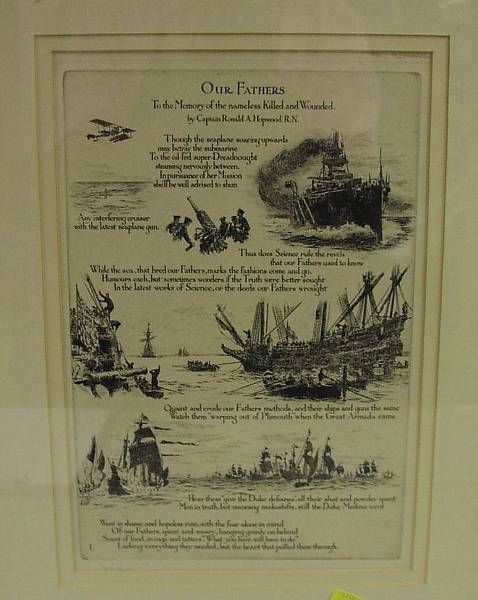 OUR FATHERS
To the Memory of the nameless Killed and Wounded.
by Captain Ronald A. Hopwood, R.N.
Though the seaplane soaring upwards
may betray the submarine
To the oil-fed super-Dreadnought
steaming nervously between.
In pursuance of her Mission
she'll be well advised to shun
Any interfering cruiser
with the latest seaplane gun.
Thus does Science rule the revels
that our Fathers used to know
While the sea, that bred our Fathers, marks the fashions come and go.
Humours each, but sometimes wonders if the Truth were better sought
In the latest works of Science, or the deeds our Fathers wrought
Quaint and crude our Fathers methods, and their ships and guns the same
Watch them warping out of Plymouth when the Great Armada came
Hear them "give the Duke defiance", all their shot and powder spent
Men in truth, but manning makeshifts, still the Duke Medina went
Went in shame and hopeless ruin, with the fear alone in mind
Of our Fathers, spent and weary, hanging grimly on behind
Scant of food, in rags and tatters, "What you have will have to do"
Lacking everything they needed, but the heart that pulled them through.
1.